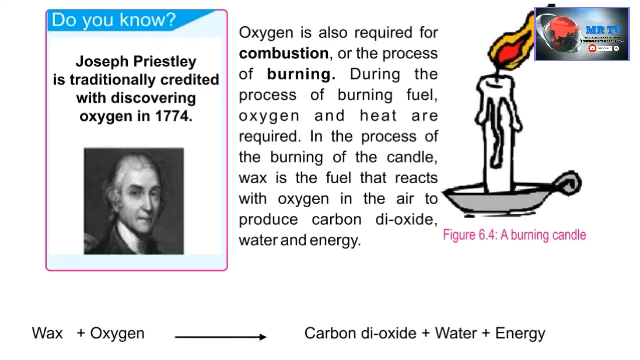 Do you know?
Joseph Priestley
is traditionally credited
with discovering
oxygen in 1774.
Oxygen is also required for
combustion, or the process
of burning. During the
process of burning fuel,
oxygen and heat are
required. In the process of
the burning of the candle,
wax is the fuel that reacts
with oxygen in the air to
produce carbon di-oxide,
water and energy.
MR TV
Figure 6.4: A burning candle
Wax + Oxygen
Carbon di-oxide + Water + Energy